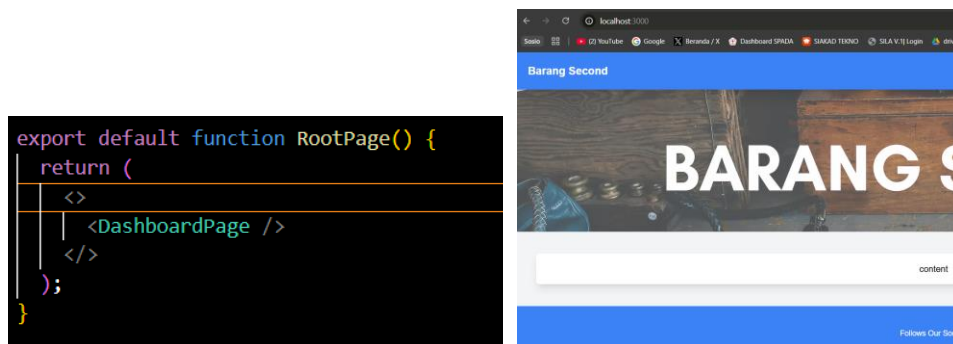 export default function RootPage() {
return (
<>
<DashboardPage />
</>
);
}
localhost:3000
Sosio
(2) YouTube Google Beranda / X Dashboard SPADA SIAKAD TEKNO SILA V.1| Login
Barang Second
BARANG S
content
Follows Our